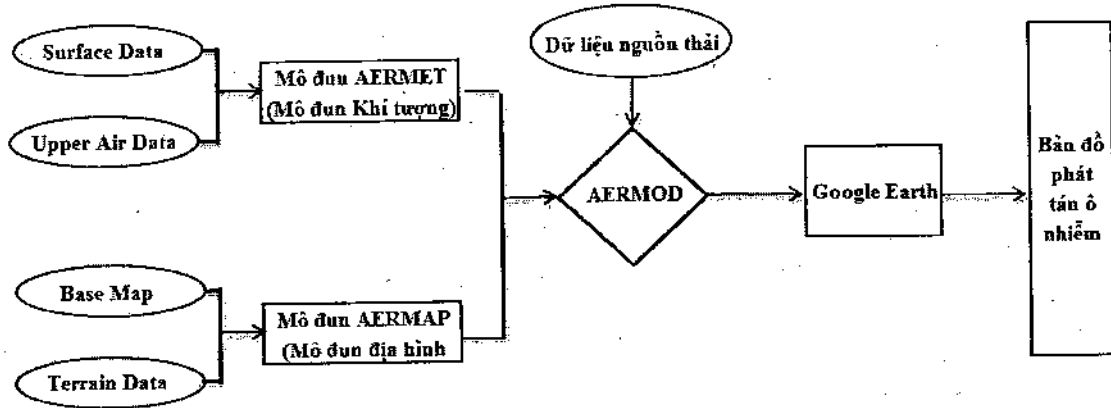 Surface Data
Upper Air Data
Mô đun AERMET
(Mô đun Khí tượng)
Dữ liệu nguồn thải
AERMOD
Google Earth
Bản đồ
phát
tán ô
nhiễm
Base Map
Terrain Data
Mô đun AERMAP
(Mô đun địa hình